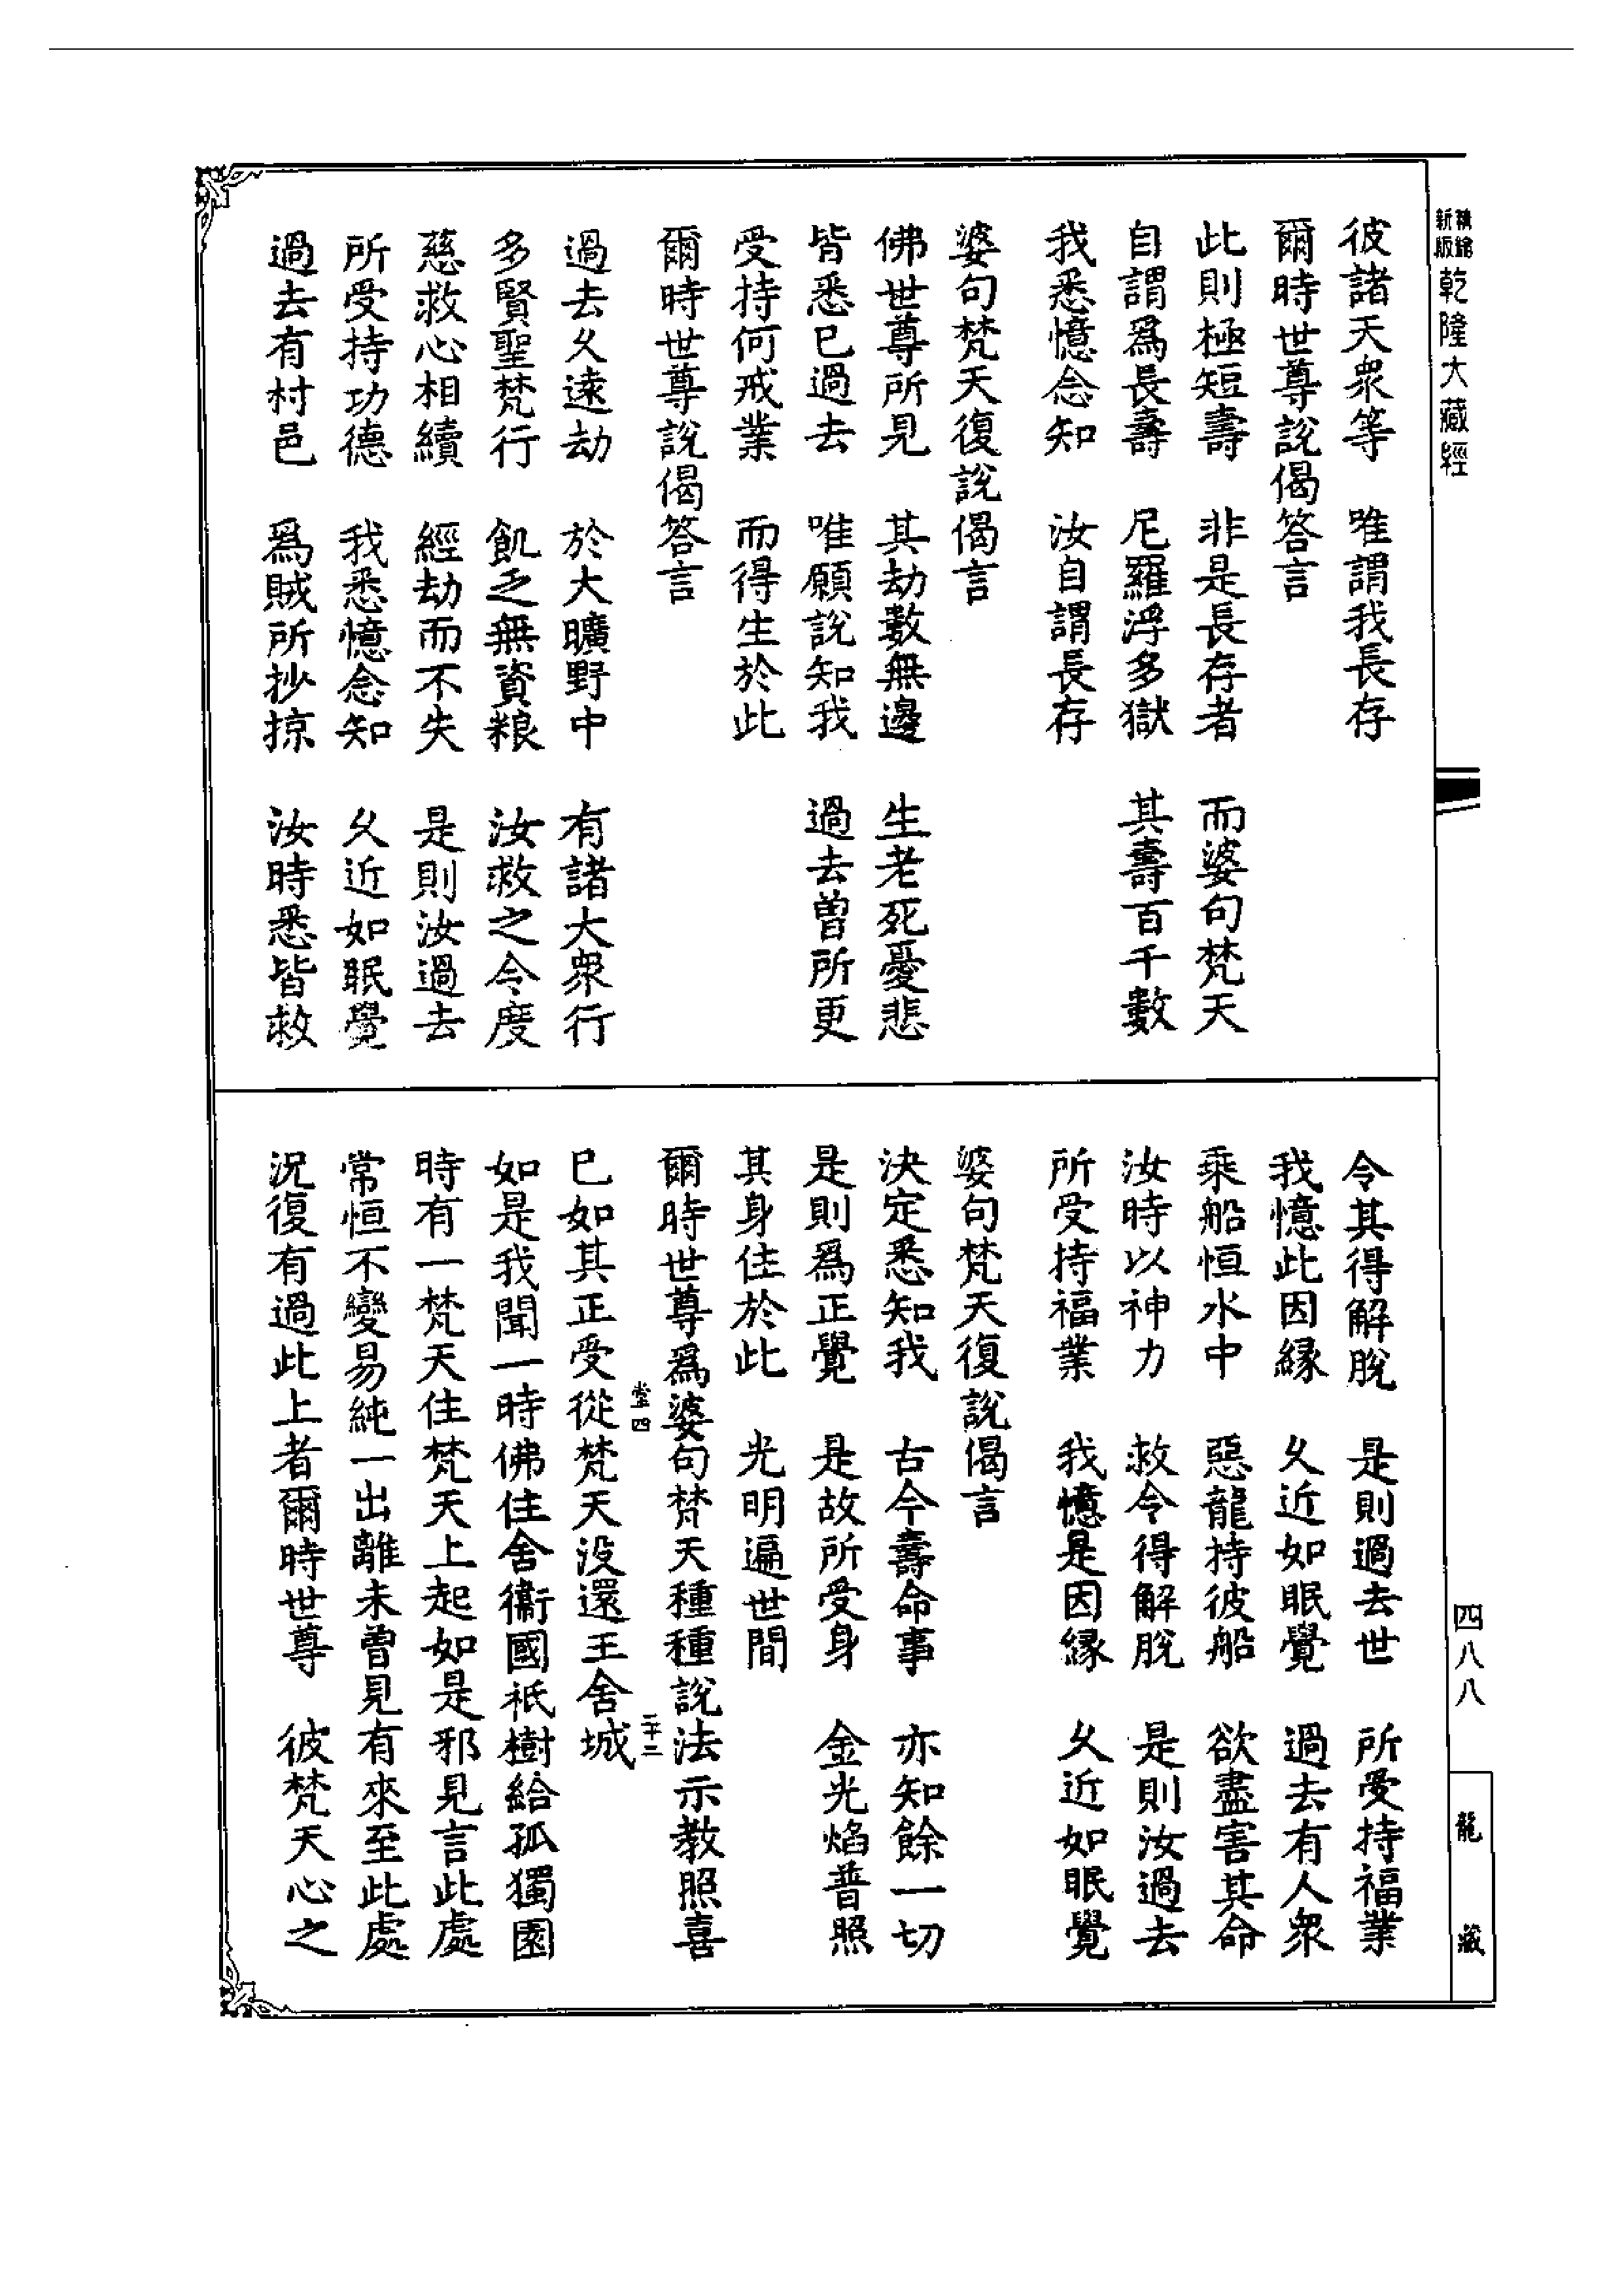 新版
精縮
乾隆大藏經
彼諸天衆等　唯謂我長存
爾時世尊說偈答言
此則極短壽　非是長存者　而婆句梵天
自謂爲長壽　尼羅浮多獄　其壽百千數
我悉憶念知　汝自謂長存
婆句梵天復說偈言
佛世尊所見　其劫數無邊　生老死憂悲
皆悉已過去　唯願說知我　過去曾所更
受持何戒業　而得生於此
爾時世尊說偈答言
過去久遠劫　於大曠野中　有諸大衆行
多賢聖梵行　飢乏無資粮　汝救之令度
慈救心相續　經劫而不失　是則汝過去
所受持功德　我悉憶念知　久近如眠覺
過去有村邑　爲賊所抄掠　汝時悉皆救
令其得解脫　是則過去世　所受持福業
我憶此因緣　久近如眠覺　過去有人衆
乘船恒水中　惡龍持彼船　欲盡害其命
汝時以神力　救令得解脫　是則汝過去
所受持福業　我憶是因緣　久近如眠覺
婆句梵天復說偈言
決定悉知我　古今壽命事　亦知餘一切
是則爲正覺　是故所受身　金光焰普照
其身住於此　光明遍世間
爾時世尊爲婆句梵天種種說法示教照喜
堂四　二十三
已如其正受從梵天没還王舍城
如是我聞一時佛住舍衞國祇樹給孤獨園
時有一梵天住梵天上起如是邪見言此處
常恒不變易純一出離未曾見有來至此處
況復有過此上者爾時世尊　彼梵天心之
四八八
龍藏